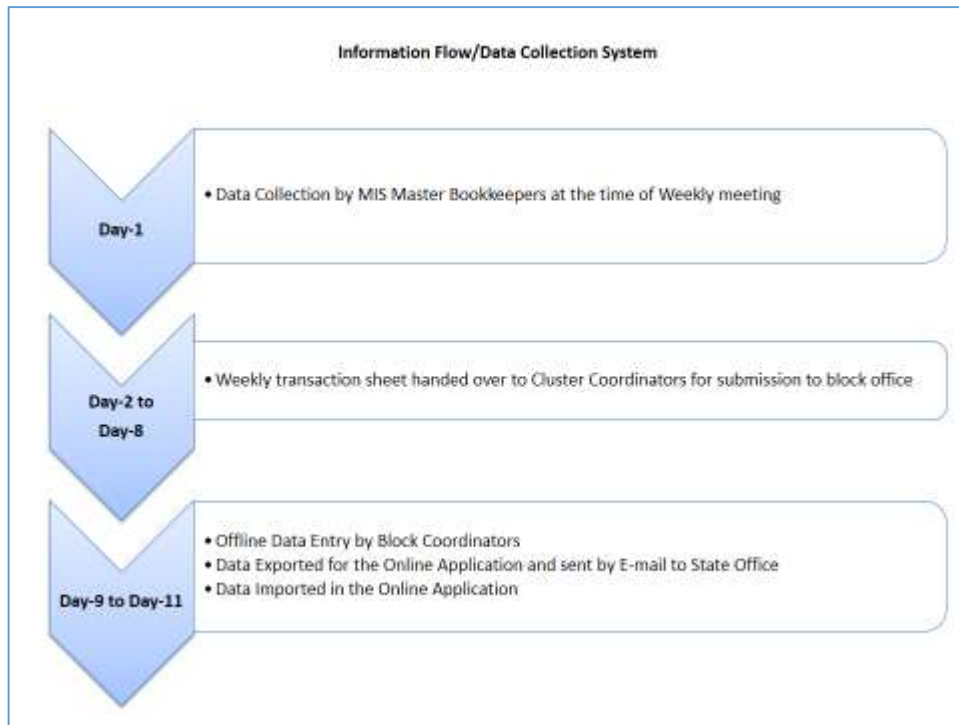 Information Flow/Data Collection System
Day-1
• Data Collection by MIS Master Bookkeepers at the time of Weekly meeting
Day-2 to
Day-8
• Weekly transaction sheet handed over to Cluster Coordinators for submission to block office
Day-9 to Day-11
• Offline Data Entry by Block Coordinators
• Data Exported for the Online Application and sent by E-mail to State Office
• Data Imported in the Online Application